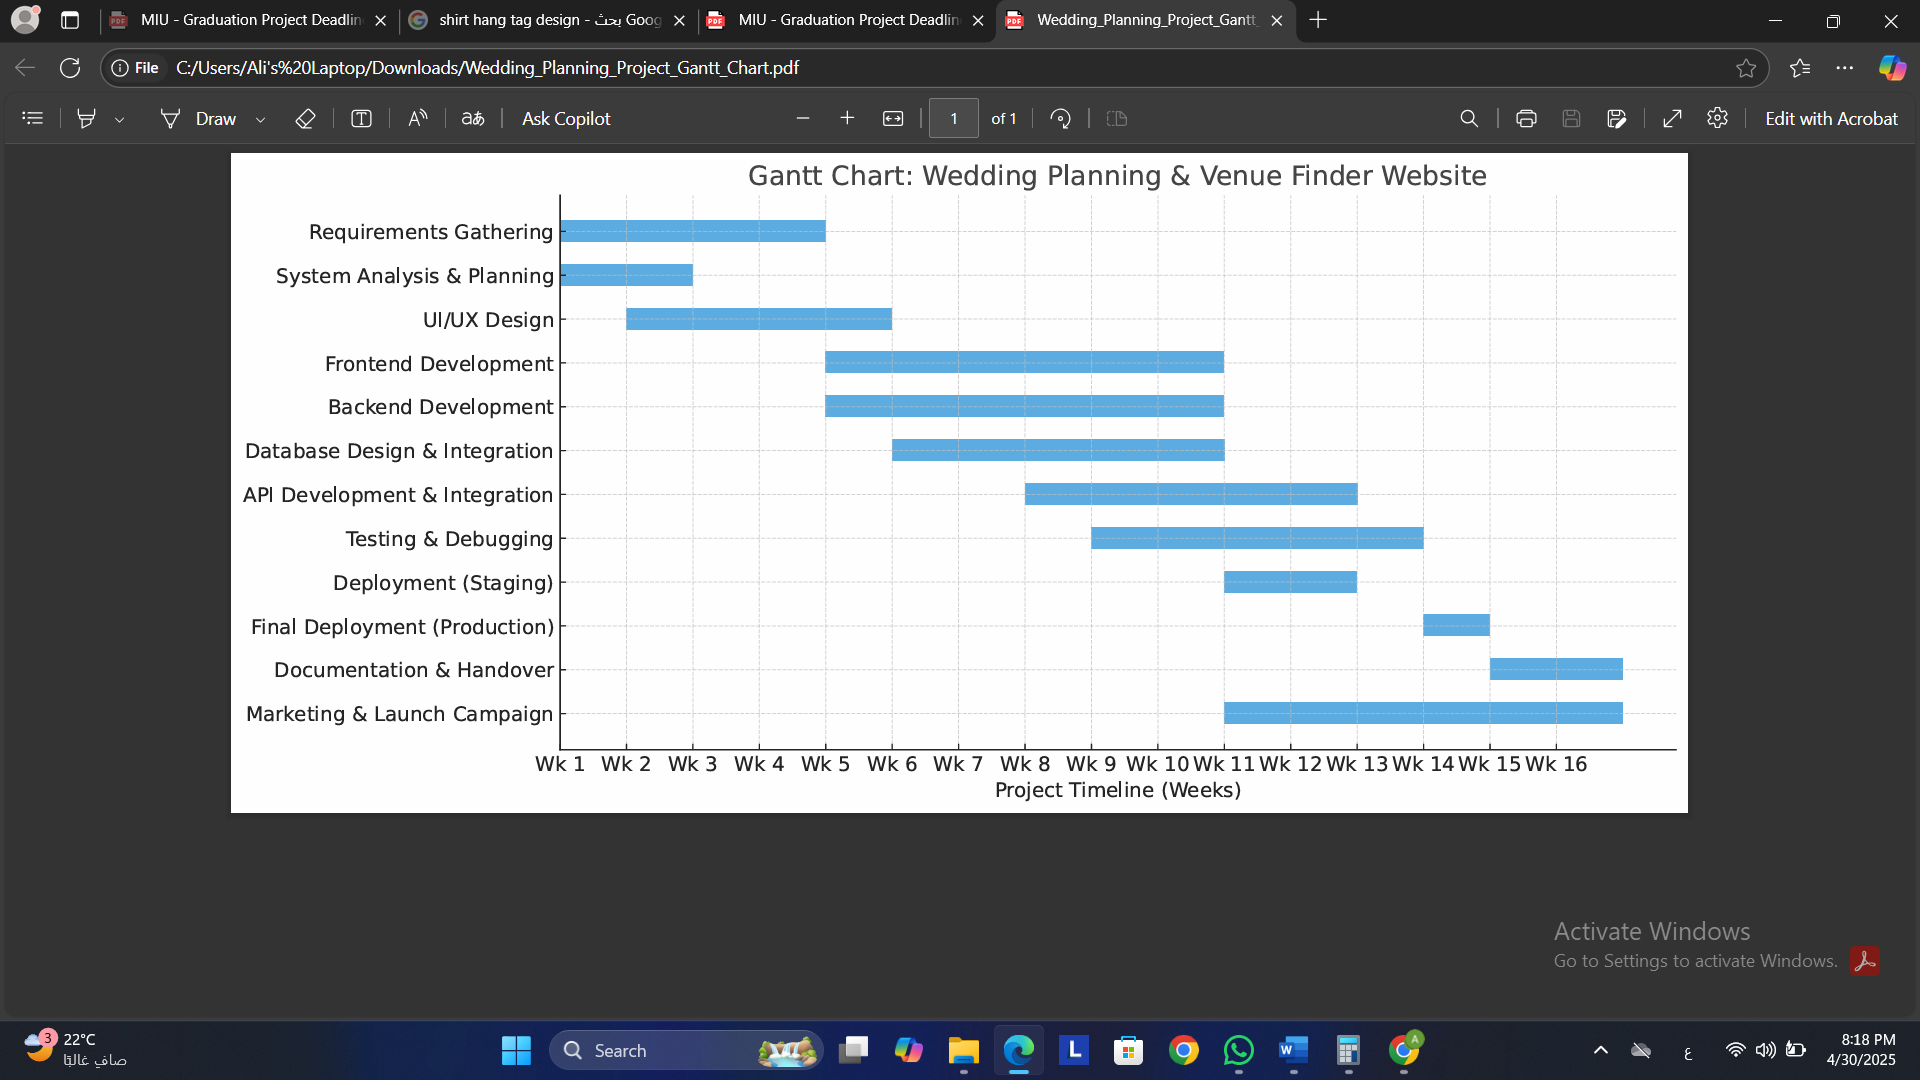 MIU - Graduation Project Deadlin
shirt hang tag design - بحث Goog
MIU - Graduation Project Deadlin
Wedding_Planning_Project_Gantt_
File
C:/Users/Ali's%20Laptop/Downloads/Wedding_Planning_Project_Gantt_Chart.pdf
Draw
aあ
Ask Copilot
1 of 1
Edit with Acrobat
Gantt Chart: Wedding Planning & Venue Finder Website
Requirements Gathering
System Analysis & Planning
UI/UX Design
Frontend Development
Backend Development
Database Design & Integration
API Development & Integration
Testing & Debugging
Deployment (Staging)
Final Deployment (Production)
Documentation & Handover
Marketing & Launch Campaign
Wk 1 Wk 2 Wk 3 Wk 4 Wk 5 Wk 6 Wk 7 Wk 8 Wk 9 Wk 10 Wk 11 Wk 12 Wk 13 Wk 14 Wk 15 Wk 16
Project Timeline (Weeks)
Activate Windows
Go to Settings to activate Windows.
3
22°C
صافٍ غالبًا
Search
L
W
A
ع
8:18 PM
4/30/2025